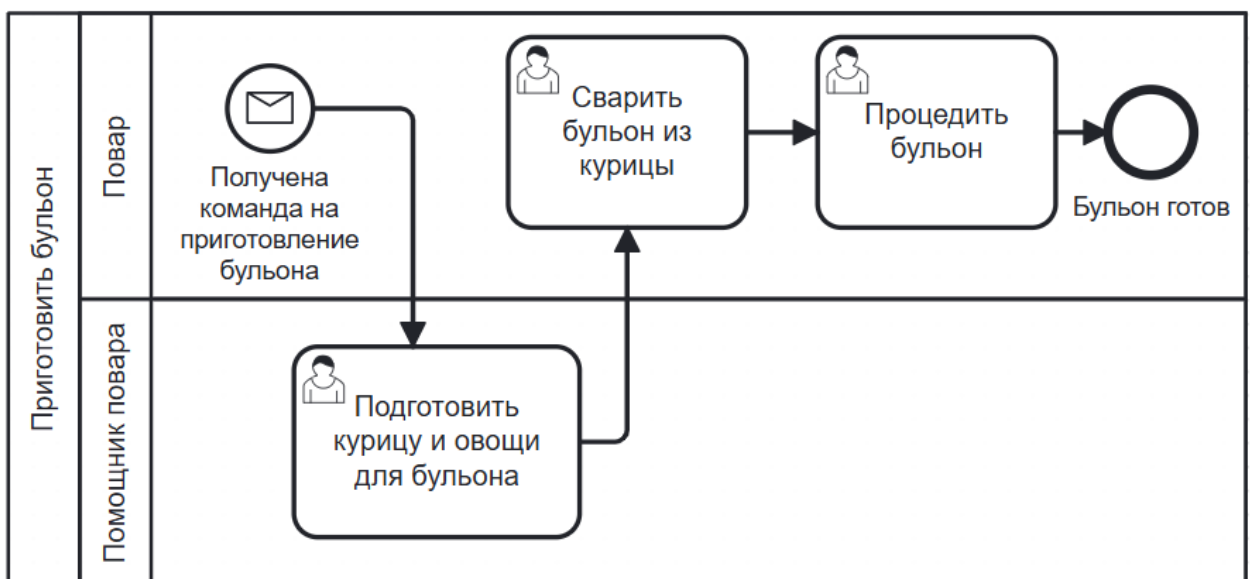 Приготовить бульон
Повар
Получена
команда на
приготовление
бульона
Сварить
бульон из
курицы
Процедить
бульон
Бульон готов
Помощник повара
Подготовить
курицу и овощи
для бульона